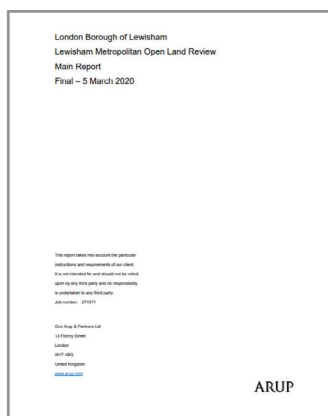 London Borough of Lewisham
Lewisham Metropolitan Open Land Review
Main Report
Final – 5 March 2020
This report takes into account the particular
instructions and requirements of our client.
It is not intended for and should not be relied
upon by any third party and no responsibility
is undertaken to any third party.
Job number 271071
Ove Arup & Partners Ltd
13 Fitzroy Street
London
W1T 4BQ
United Kingdom
www.arup.com
ARUP